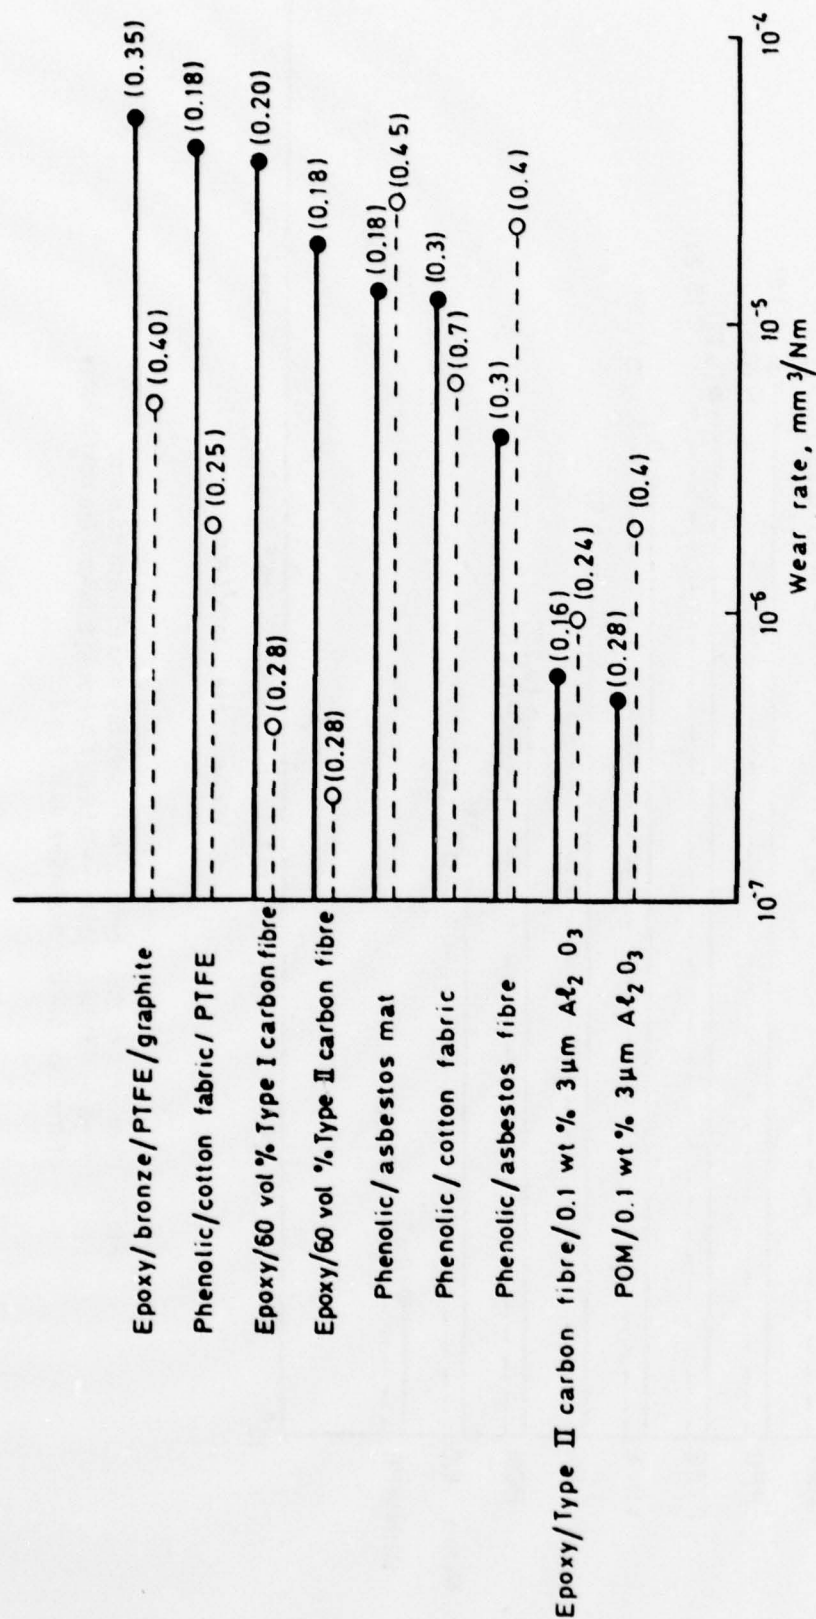 Epoxy/bronze/PTFE/graphite
(0.35)
(0.40)
Phenolic/cotton fabric/PTFE
(0.18)
(0.25)
Epoxy/60 vol % Type I carbon fibre
(0.20)
(0.28)
Epoxy/60 vol % Type II carbon fibre
(0.18)
(0.28)
Phenolic/asbestos mat
(0.18)
(0.45)
Phenolic/cotton fabric
(0.3)
(0.7)
Phenolic/asbestos fibre
(0.3)
(0.4)
Epoxy/Type II carbon fibre/0.1 wt % 3μm Aℓ₂ O₃
(0.16)
(0.24)
POM/0.1 wt % 3μm Aℓ₂O₃
(0.28)
(0.4)
10⁻⁷ 10⁻⁶ 10⁻⁵ 10⁻⁴
Wear rate, mm³/Nm